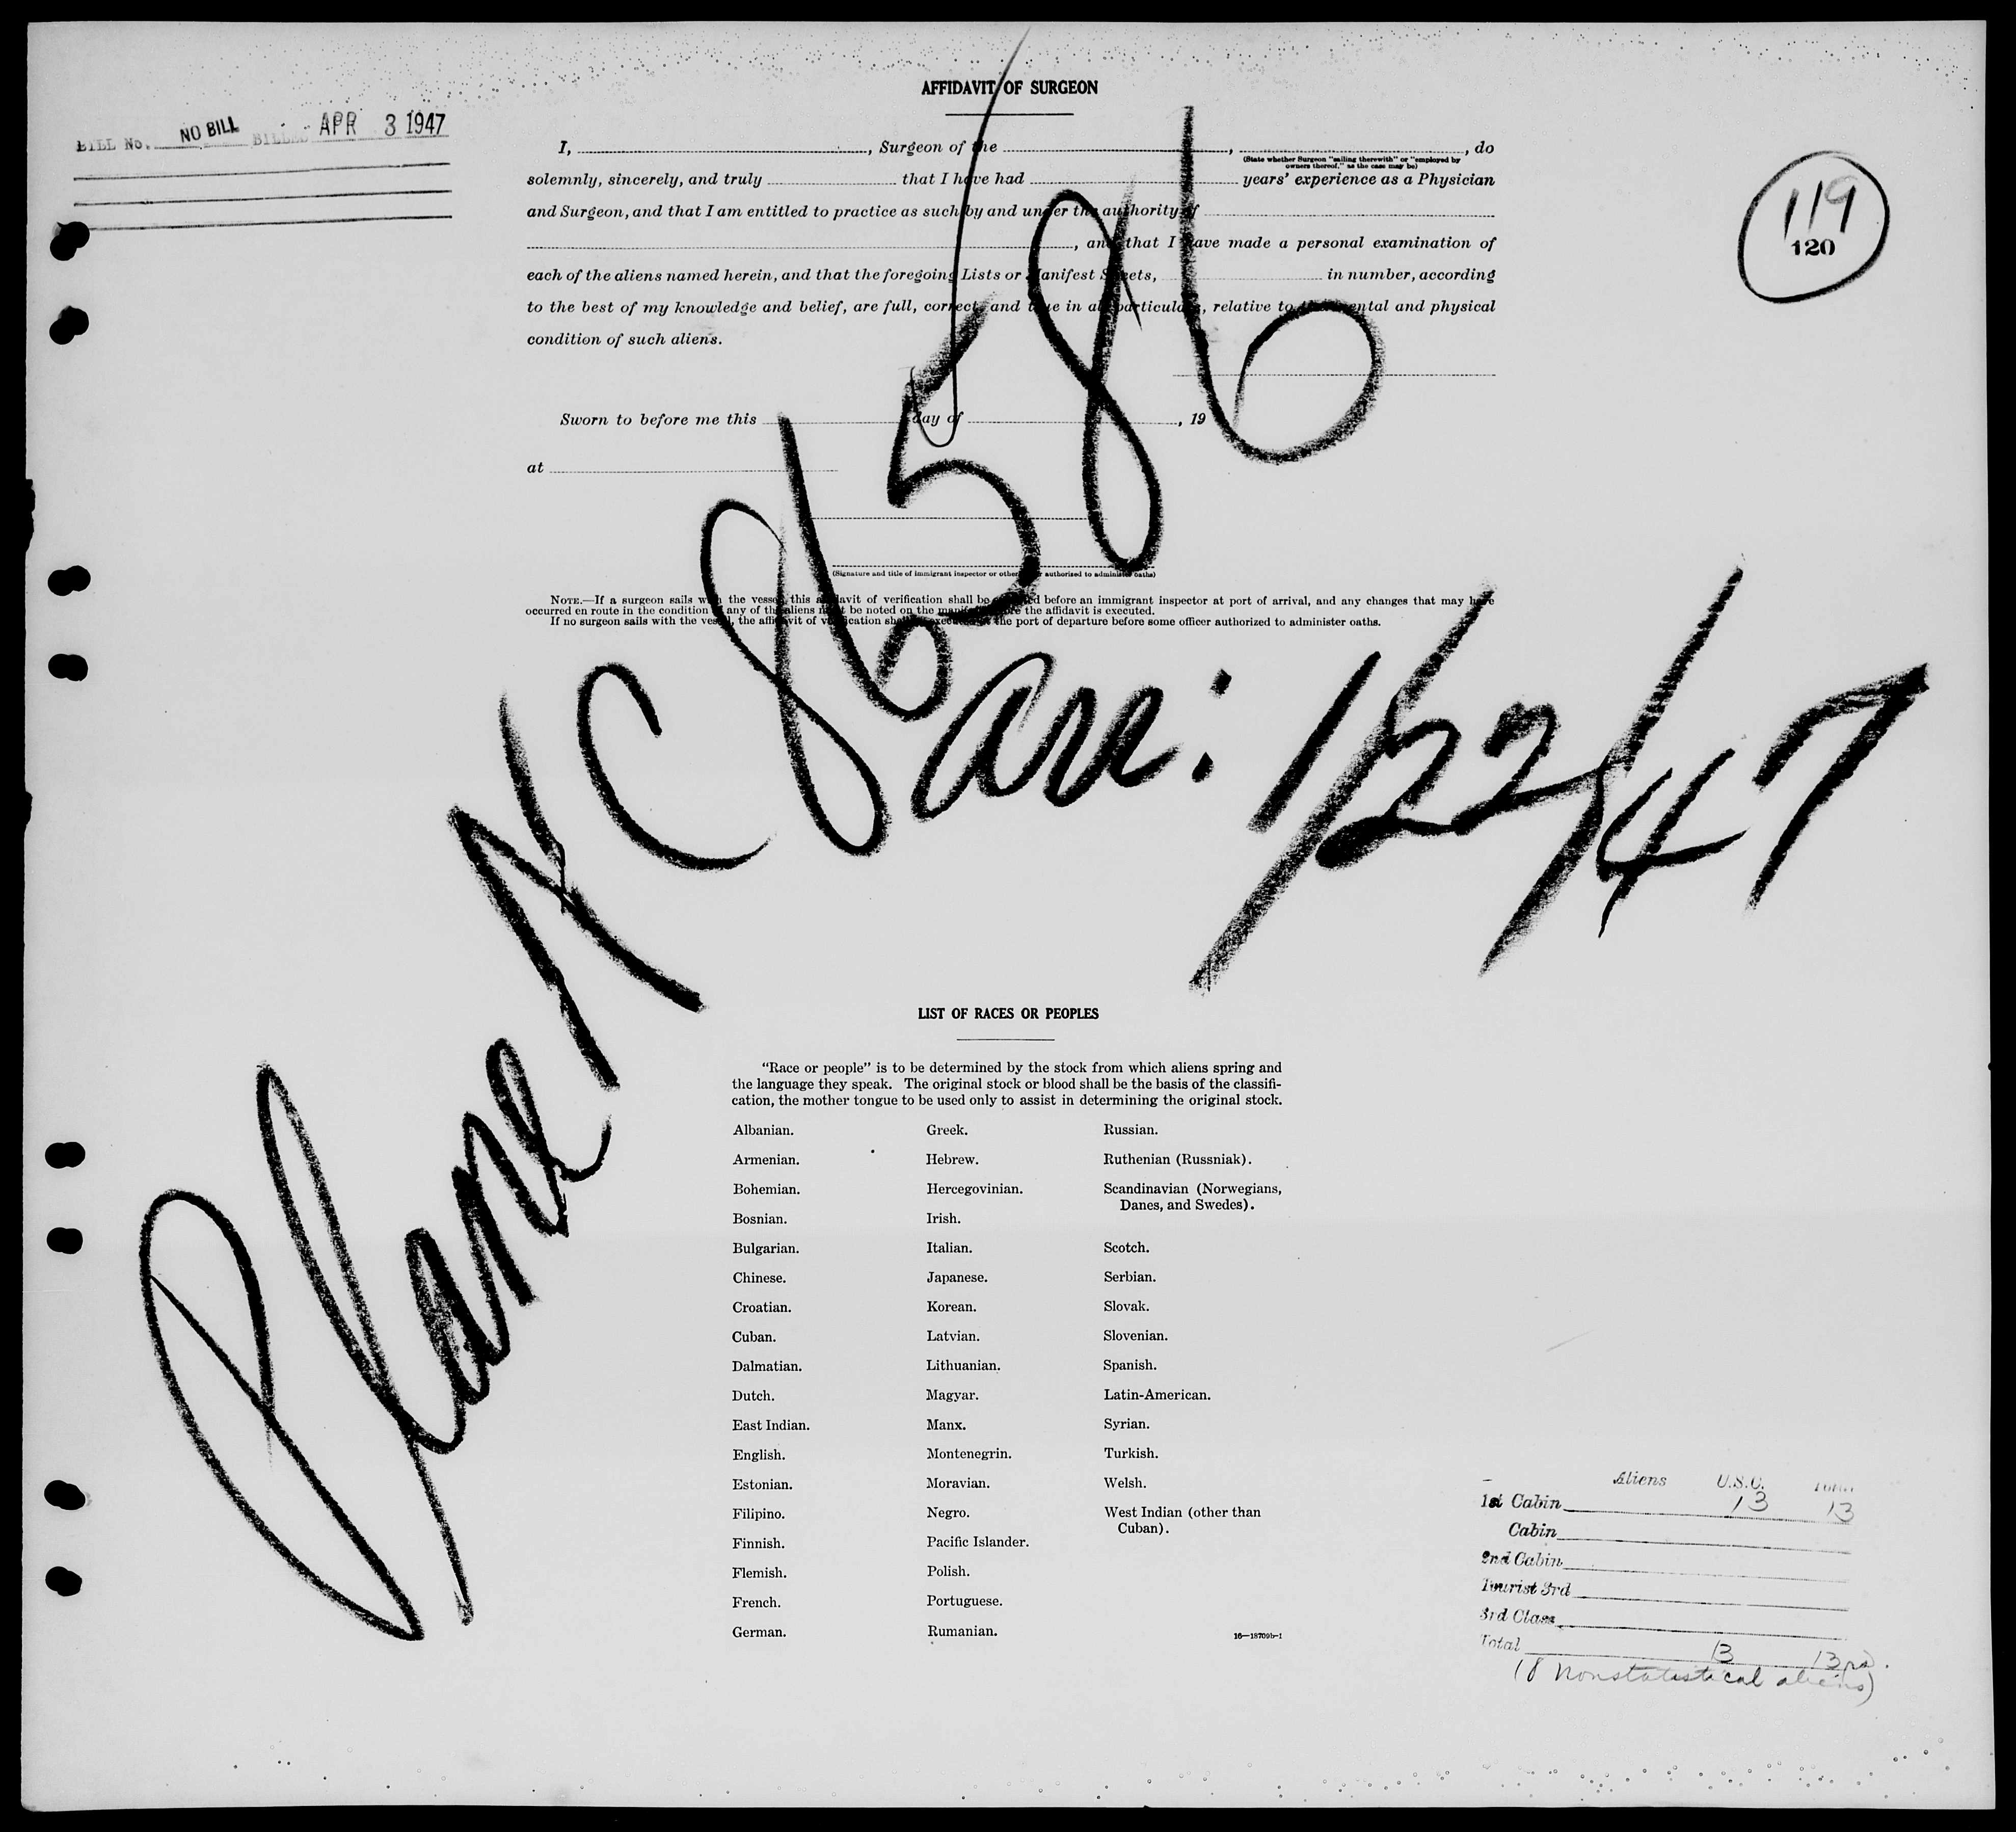 AFFIDAVIT OF SURGEON
BILL No. NO BILL BILLED APR 3 1947
I, , Surgeon of the , , do
(State whether Surgeon "sailing therewith" or "employed by
owners thereof," as the case may be)
solemnly, sincerely, and truly that I have had years' experience as a Physician
and Surgeon, and that I am entitled to practice as such by and under the authority of
, and that I have made a personal examination of
each of the aliens named herein, and that the foregoing Lists or Manifest Sheets, in number, according
to the best of my knowledge and belief, are full, correct, and true in all particulars, relative to the mental and physical
condition of such aliens.
119
120
Sworn to before me this day of , 19
at
(Signature and title of immigrant inspector or other authorized to administer oaths)
NOTE.—If a surgeon sails with the vessel, this affidavit of verification shall be executed before an immigrant inspector at port of arrival, and any changes that may have
occurred en route in the condition of any of the aliens must be noted on the manifest before the affidavit is executed.
If no surgeon sails with the vessel, the affidavit of verification shall be executed at the port of departure before some officer authorized to administer oaths.
Plane NC 86586
arr: 1/22/47
LIST OF RACES OR PEOPLES
"Race or people" is to be determined by the stock from which aliens spring and
the language they speak. The original stock or blood shall be the basis of the classifi-
cation, the mother tongue to be used only to assist in determining the original stock.
Albanian.
Armenian.
Bohemian.
Bosnian.
Bulgarian.
Chinese.
Croatian.
Cuban.
Dalmatian.
Dutch.
East Indian.
English.
Estonian.
Filipino.
Finnish.
Flemish.
French.
German.
Greek.
Hebrew.
Hercegovinian.
Irish.
Italian.
Japanese.
Korean.
Latvian.
Lithuanian.
Magyar.
Manx.
Montenegrin.
Moravian.
Negro.
Pacific Islander.
Polish.
Portuguese.
Rumanian.
Russian.
Ruthenian (Russniak).
Scandinavian (Norwegians,
Danes, and Swedes).
Scotch.
Serbian.
Slovak.
Slovenian.
Spanish.
Latin-American.
Syrian.
Turkish.
Welsh.
West Indian (other than
Cuban).
16—18709b-1
Aliens U.S.C. Total
1st Cabin 13 13
Cabin
2nd Cabin
Tourist 3rd
3rd Class
Total 13 13
(8 Nonstatistical aliens)